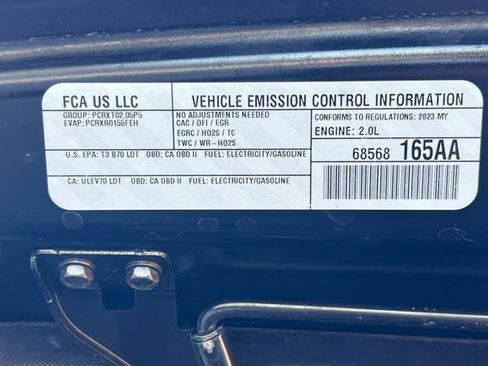 FCA US LLC
VEHICLE EMISSION CONTROL INFORMATION
GROUP: PCRXT02.05P5
EVAP: PCRXR0155FEH
NO ADJUSTMENTS NEEDED
CAC / DFI / EGR
EGRC / HO2S / TC
TWC / WR-HO2S
CONFORMS TO REGULATIONS: 2023 MY
ENGINE: 2.0L
U.S. EPA: T3 B70 LDT OBD: CA OBD II FUEL: ELECTRICITY/GASOLINE
CA: ULEV70 LDT OBD: CA OBD II FUEL: ELECTRICITY/GASOLINE
68568 165AA